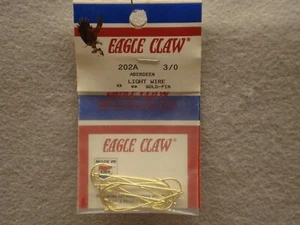 EAGLE CLAW®
202A 3/0
ABERDEEN
LIGHT WIRE
** ** GOLD-FIN
EAGLE CLAW®